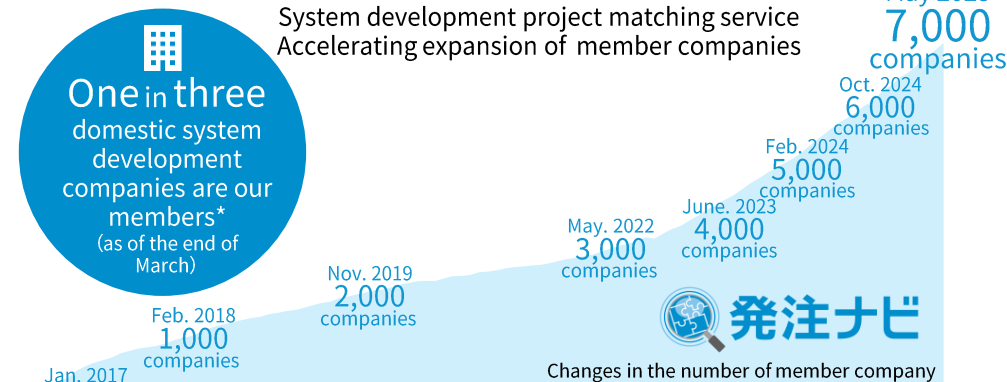 System development project matching service
Accelerating expansion of member companies
One in three
domestic system
development
companies are our
members*
(as of the end of
March)
7,000
companies
Oct. 2024
6,000
companies
Feb. 2024
5,000
companies
June. 2023
4,000
companies
May. 2022
3,000
companies
Nov. 2019
2,000
companies
Feb. 2018
1,000
companies
Jan. 2017
発注ナビ
Changes in the number of member company